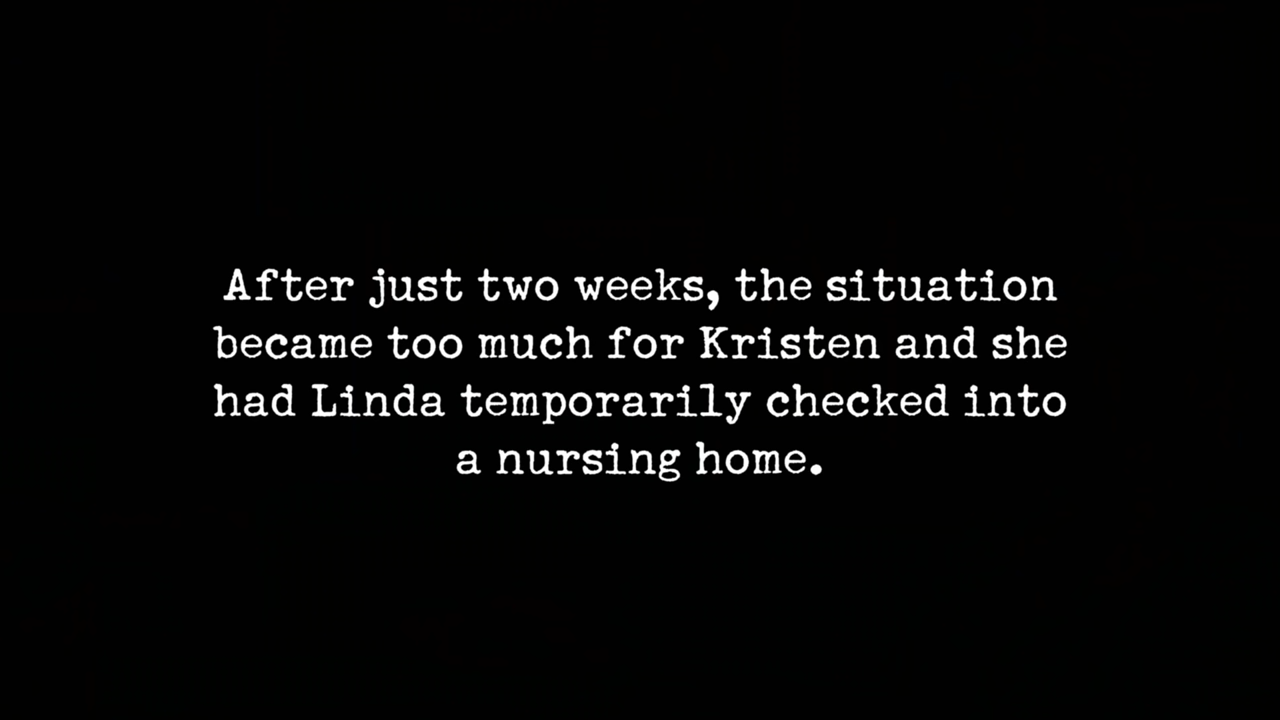 After just two weeks, the situation
became too much for Kristen and she
had Linda temporarily checked into
a nursing home.